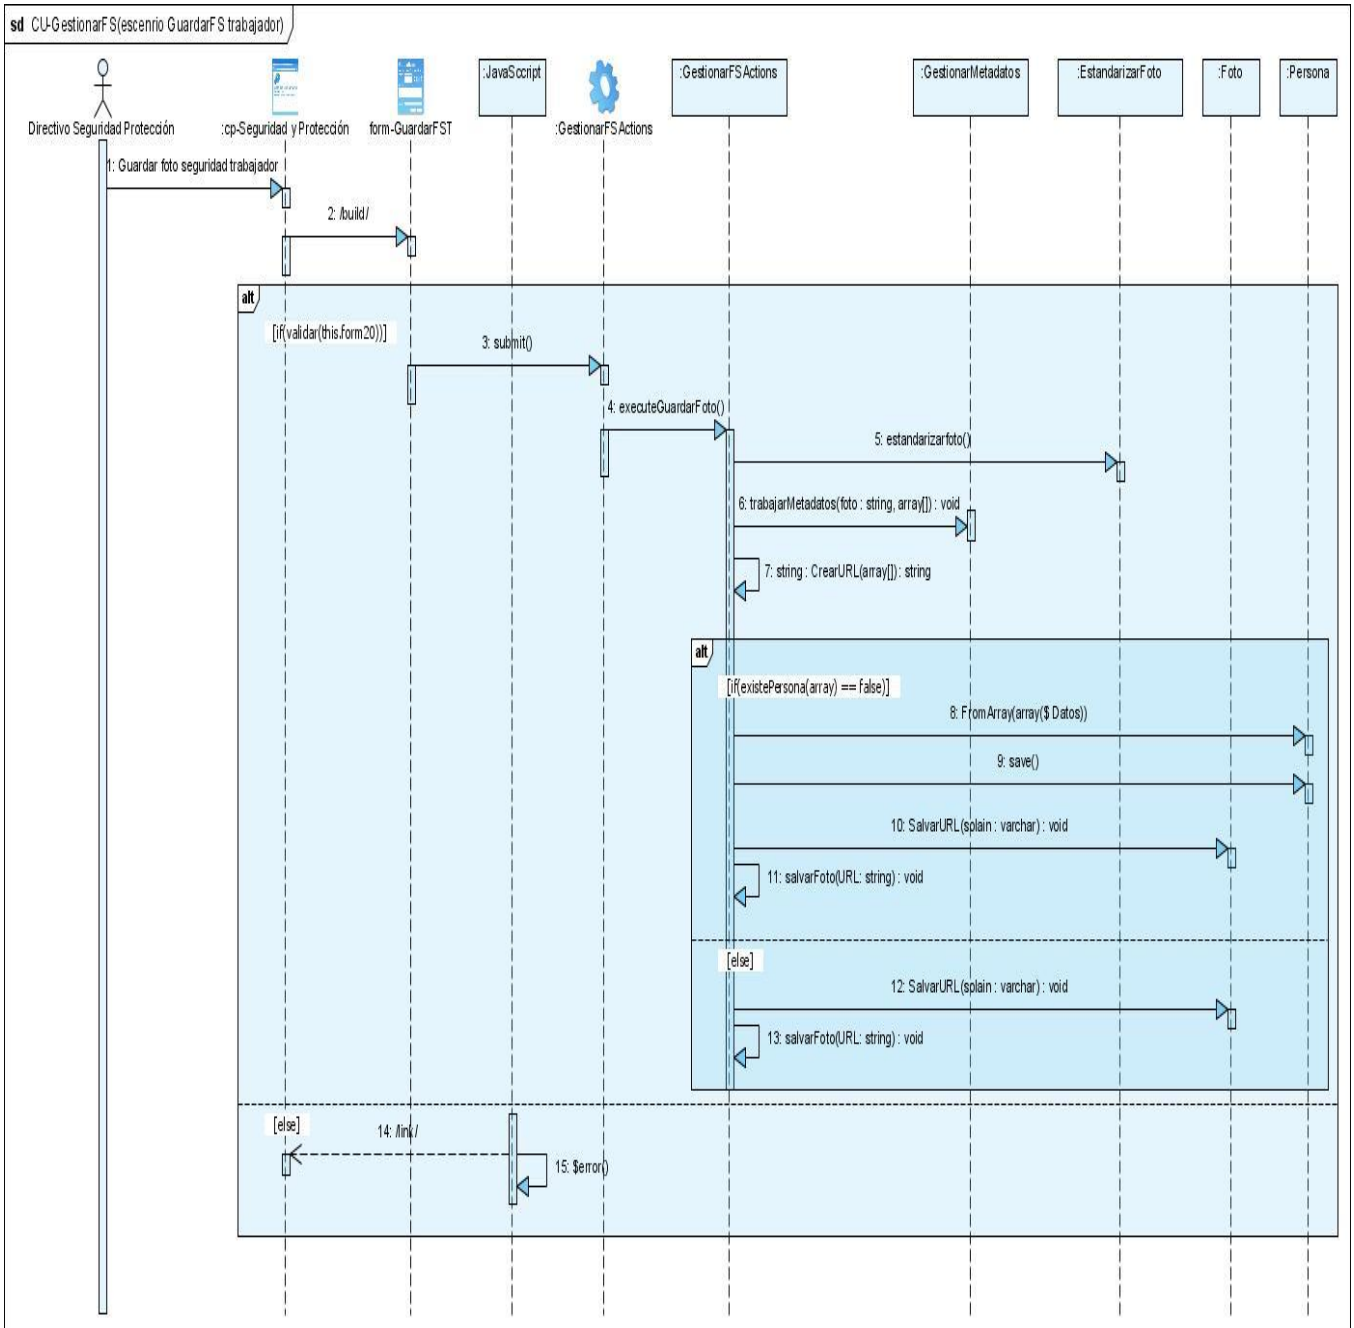 sd CU-GestionarFS(escenrio GuardarFS trabajador)
Directivo Seguridad Protección
:cp-Seguridad y Protección
form-GuardarFST
:JavaSccript
:GestionarFSActions
:GestionarFSActions
:GestionarMetadatos
:EstandarizarFoto
:Foto
:Persona
1: Guardar foto seguridad trabajador
2: /build/
alt
[if(validar(this.form20))]
3: submit()
4: executeGuardarFoto()
5: estandarizarfoto()
6: trabajarMetadatos(foto : string, array[]) : void
7: string : CrearURL(array[]) : string
alt
[if(existePersona(array) == false)]
8: FromArray(array($ Datos))
9: save()
10: SalvarURL(splain : varchar) : void
11: salvarFoto(URL: string) : void
[else]
12: SalvarURL(splain : varchar) : void
13: salvarFoto(URL: string) : void
[else]
14: /link/
15: $error()